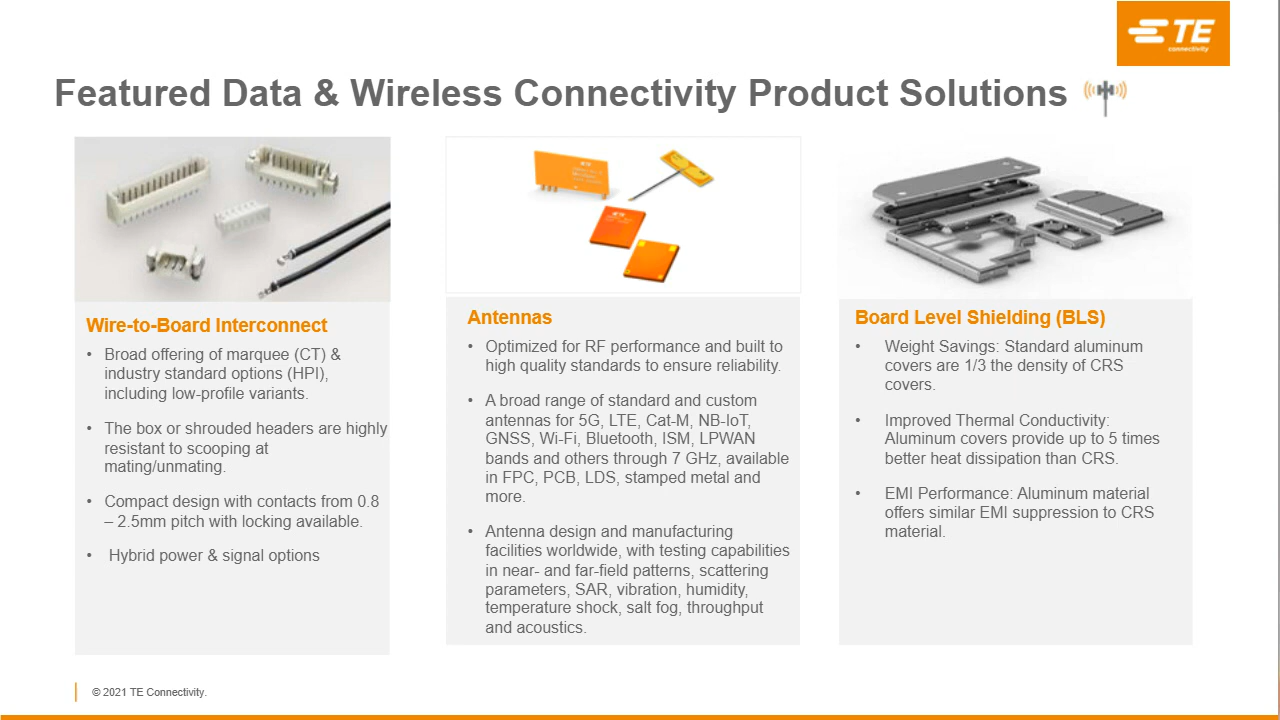 TE
connectivity
Featured Data & Wireless Connectivity Product Solutions
Wire-to-Board Interconnect
• Broad offering of marquee (CT) &
industry standard options (HPI),
including low-profile variants.
• The box or shrouded headers are highly
resistant to scooping at
mating/unmating.
• Compact design with contacts from 0.8
– 2.5mm pitch with locking available.
• Hybrid power & signal options
Antennas
• Optimized for RF performance and built to
high quality standards to ensure reliability.
• A broad range of standard and custom
antennas for 5G, LTE, Cat-M, NB-IoT,
GNSS, Wi-Fi, Bluetooth, ISM, LPWAN
bands and others through 7 GHz, available
in FPC, PCB, LDS, stamped metal and
more.
• Antenna design and manufacturing
facilities worldwide, with testing capabilities
in near- and far-field patterns, scattering
parameters, SAR, vibration, humidity,
temperature shock, salt fog, throughput
and acoustics.
Board Level Shielding (BLS)
• Weight Savings: Standard aluminum
covers are 1/3 the density of CRS
covers.
• Improved Thermal Conductivity:
Aluminum covers provide up to 5 times
better heat dissipation than CRS.
• EMI Performance: Aluminum material
offers similar EMI suppression to CRS
material.
© 2021 TE Connectivity.